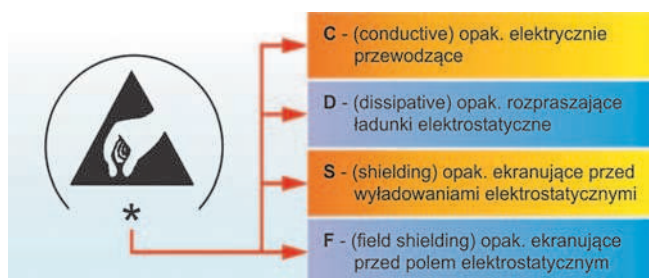 C - (conductive) opak. elektrycznie
przewodzące
D - (dissipative) opak. rozpraszające
ładunki elektrostatyczne
S - (shielding) opak. ekranujące przed
wyładowaniami elektrostatycznymi
*
F - (field shielding) opak. ekranujące
przed polem elektrostatycznym